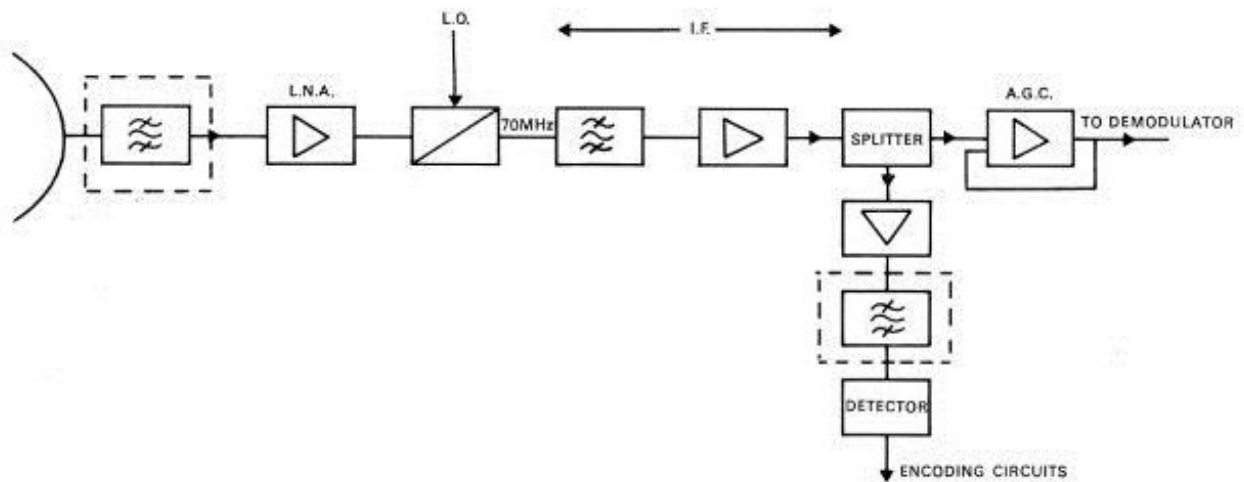 L.O.
I.F.
L.N.A.
70MHz
SPLITTER
A.G.C.
TO DEMODULATOR
DETECTOR
ENCODING CIRCUITS